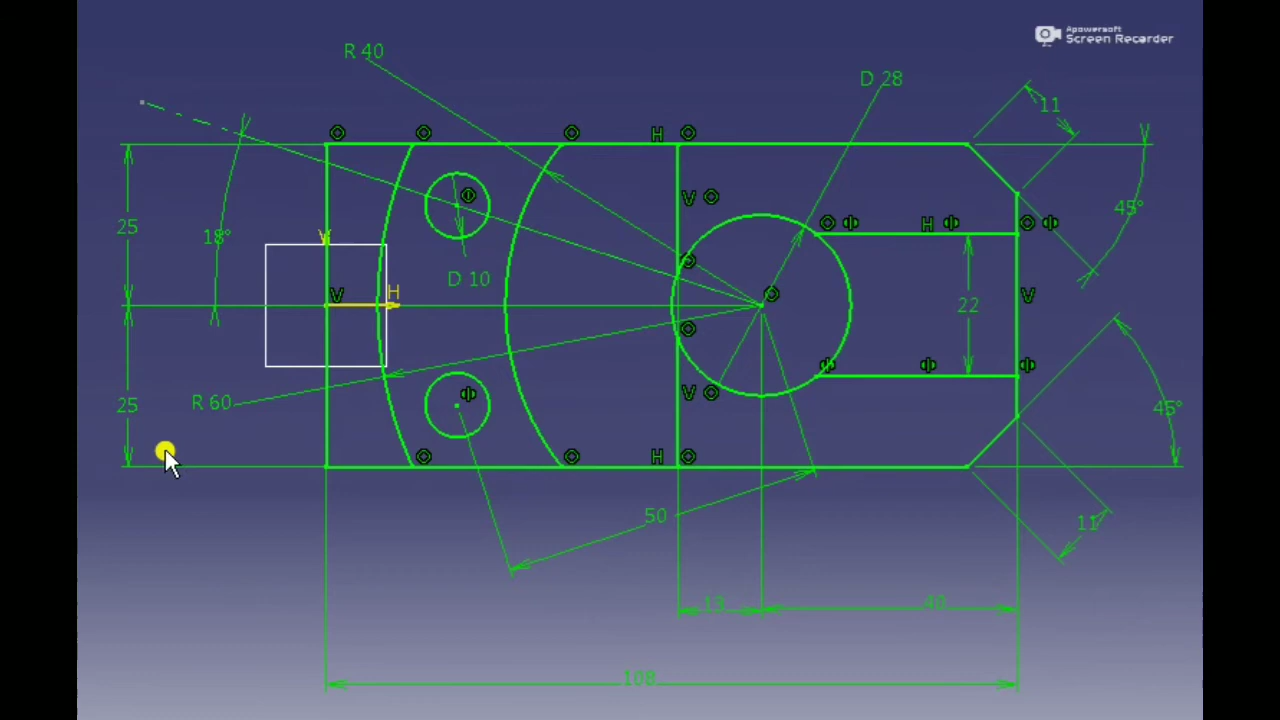 Apowersoft
Screen Recorder
R 40
D 28
11
H
25
V
45°
18°
V
H
D 10
H
V
V
22
R 60
25
V
45°
H
50
11
13
40
108